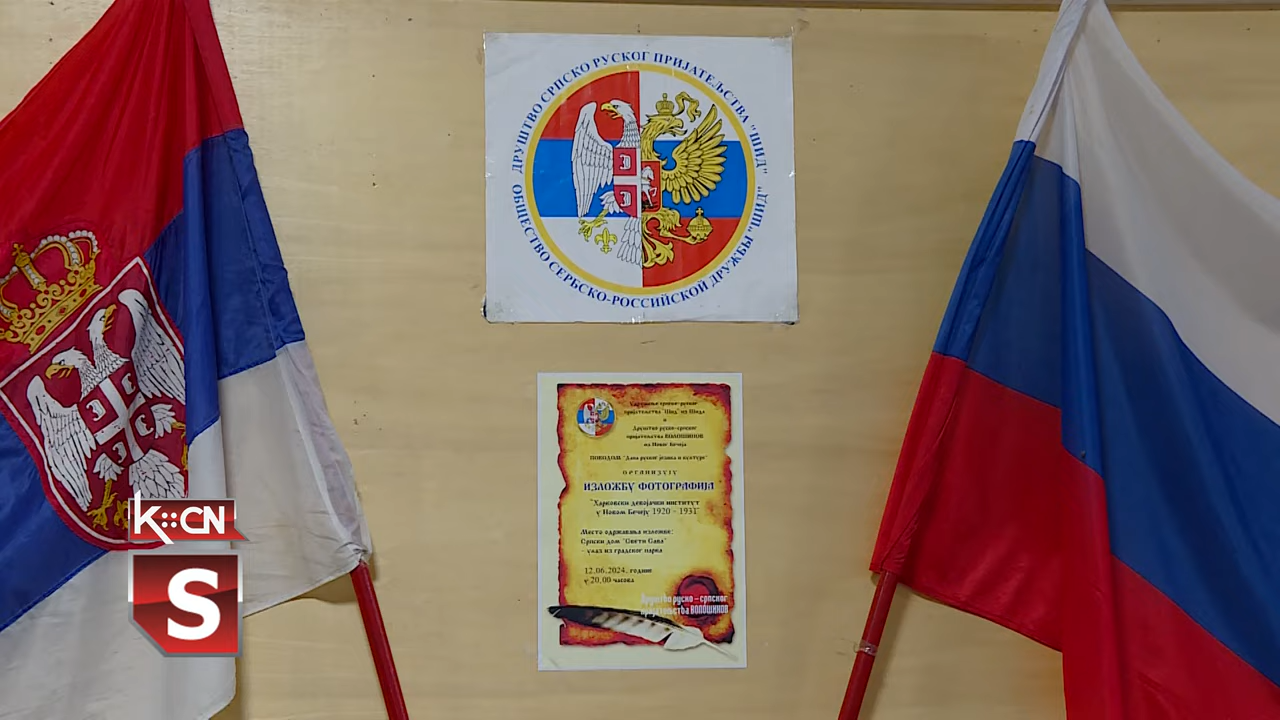 ДРУШТВО СРПСКО РУСКОГ ПРИЈАТЕЉСТВА "ШИД"
ОБЩЕСТВО СЕРБСКО-РОССИЙСКОЙ ДРУЖБЫ "ШИД"
Удружење српско-руског
пријатељства "Шид" из Шида
и
Друштво руско-српског
пријатељства ВОЛОШИНОВ
из Новог Бечеја
ПОВОДОМ "Дана руског језика и културе"
ОРГАНИЗУЈУ
ИЗЛОЖБУ ФОТОГРАФИЈА
"Харковски девојачки институт
у Новом Бечеју 1920 - 1931"
Место одржавања изложбе:
Српски дом "Свети Сава"
- улаз из градског парка
12.06.2024. године
у 20,00 часова
Друштво руско - српског
пријатељства ВОЛОШИНОВ
K::CN
S